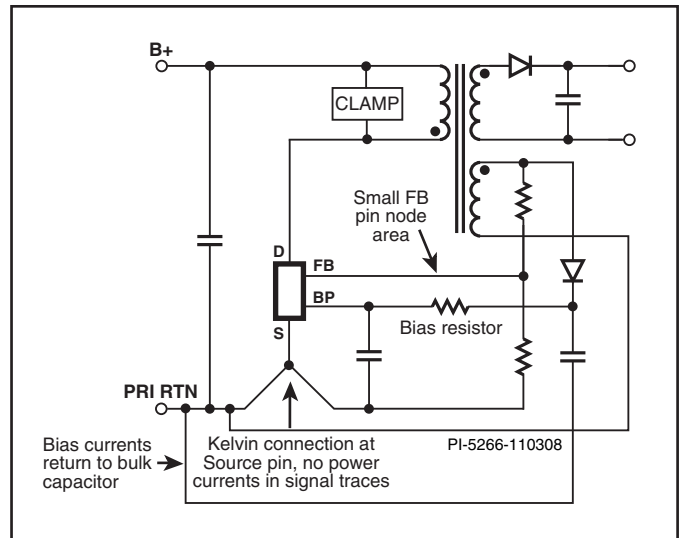 B+
CLAMP
Small FB
pin node
area
D
FB
BP
S
Bias resistor
PRI RTN
PI-5266-110308
Bias currents
return to bulk
capacitor
Kelvin connection at
Source pin, no power
currents in signal traces